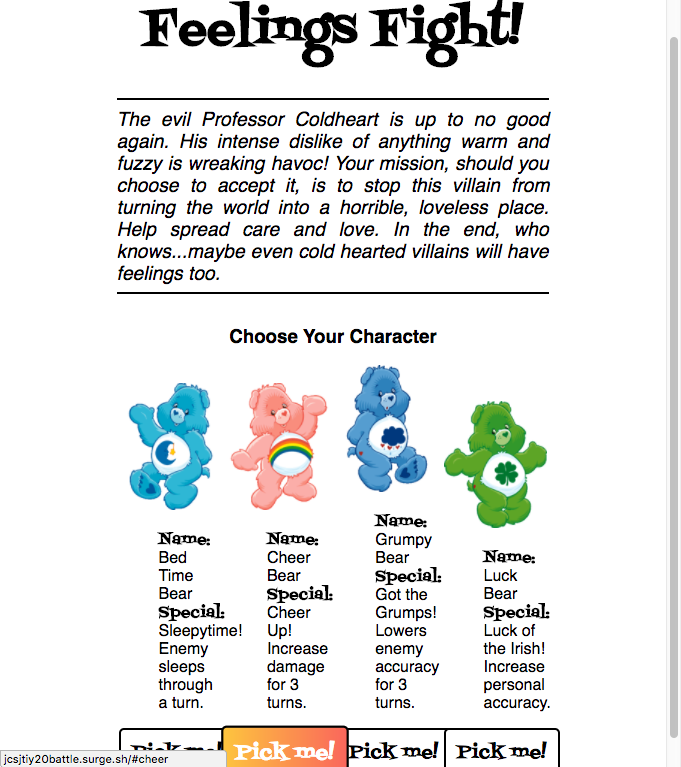 Feelings Fight!
The evil Professor Coldheart is up to no good
again. His intense dislike of anything warm and
fuzzy is wreaking havoc! Your mission, should you
choose to accept it, is to stop this villain from
turning the world into a horrible, loveless place.
Help spread care and love. In the end, who
knows...maybe even cold hearted villains will have
feelings too.
Choose Your Character
Name:
Bed
Time
Bear
Special:
Sleepytime!
Enemy
sleeps
through
a turn.
Name:
Cheer
Bear
Special:
Cheer
Up!
Increase
damage
for 3
turns.
Name:
Grumpy
Bear
Special:
Got the
Grumps!
Lowers
enemy
accuracy
for 3
turns.
Name:
Luck
Bear
Special:
Luck of
the Irish!
Increase
personal
accuracy.
Pick me!
Pick me!
Pick me!
Pick me!
jcsjtiy20battle.surge.sh/#cheer